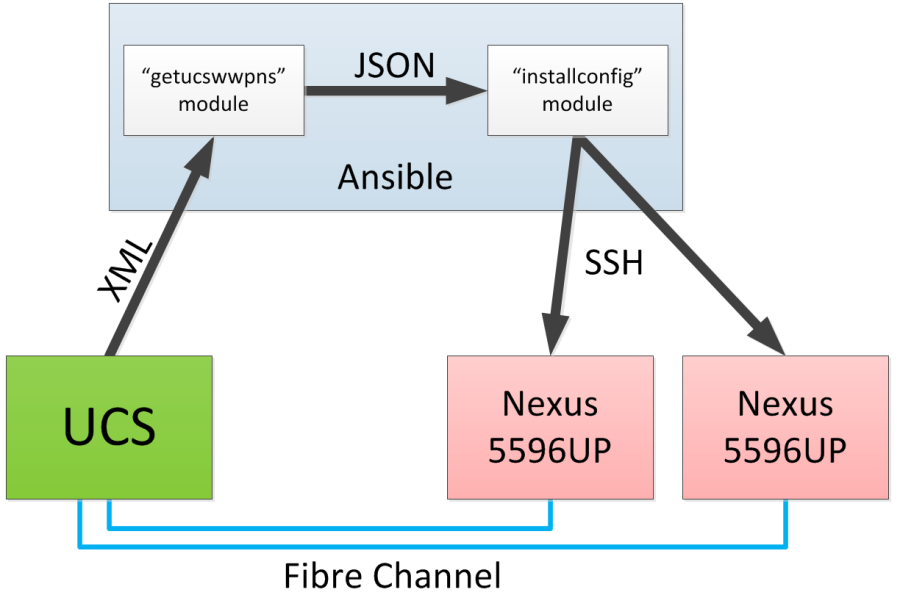 “getucswwpns”
module
JSON
“installconfig”
module
Ansible
XML
SSH
UCS
Nexus
5596UP
Nexus
5596UP
Fibre Channel